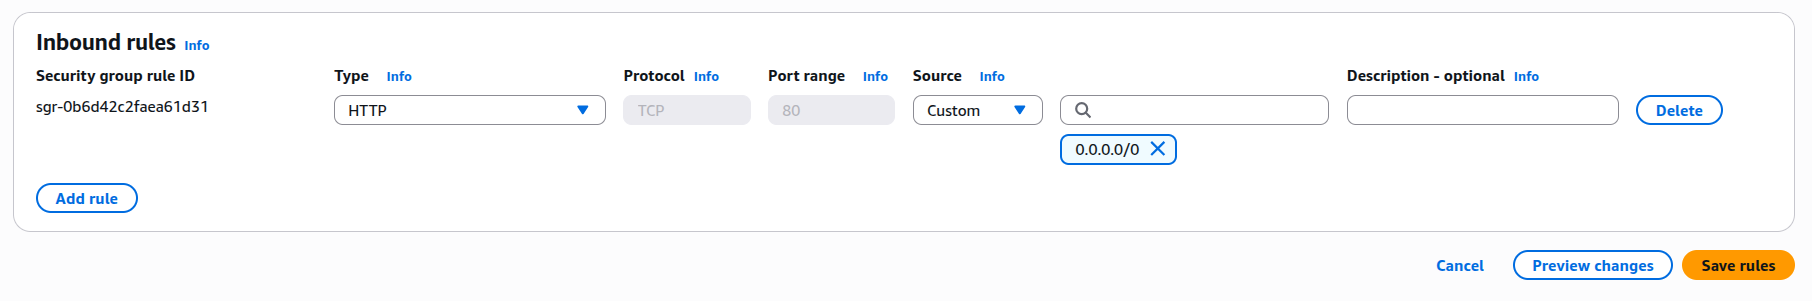 Inbound rules Info
Security group rule ID Type Info Protocol Info Port range Info Source Info Description - optional Info
sgr-0b6d42c2faea61d31 HTTP TCP 80 Custom Delete
0.0.0.0/0
Add rule
Cancel Preview changes Save rules